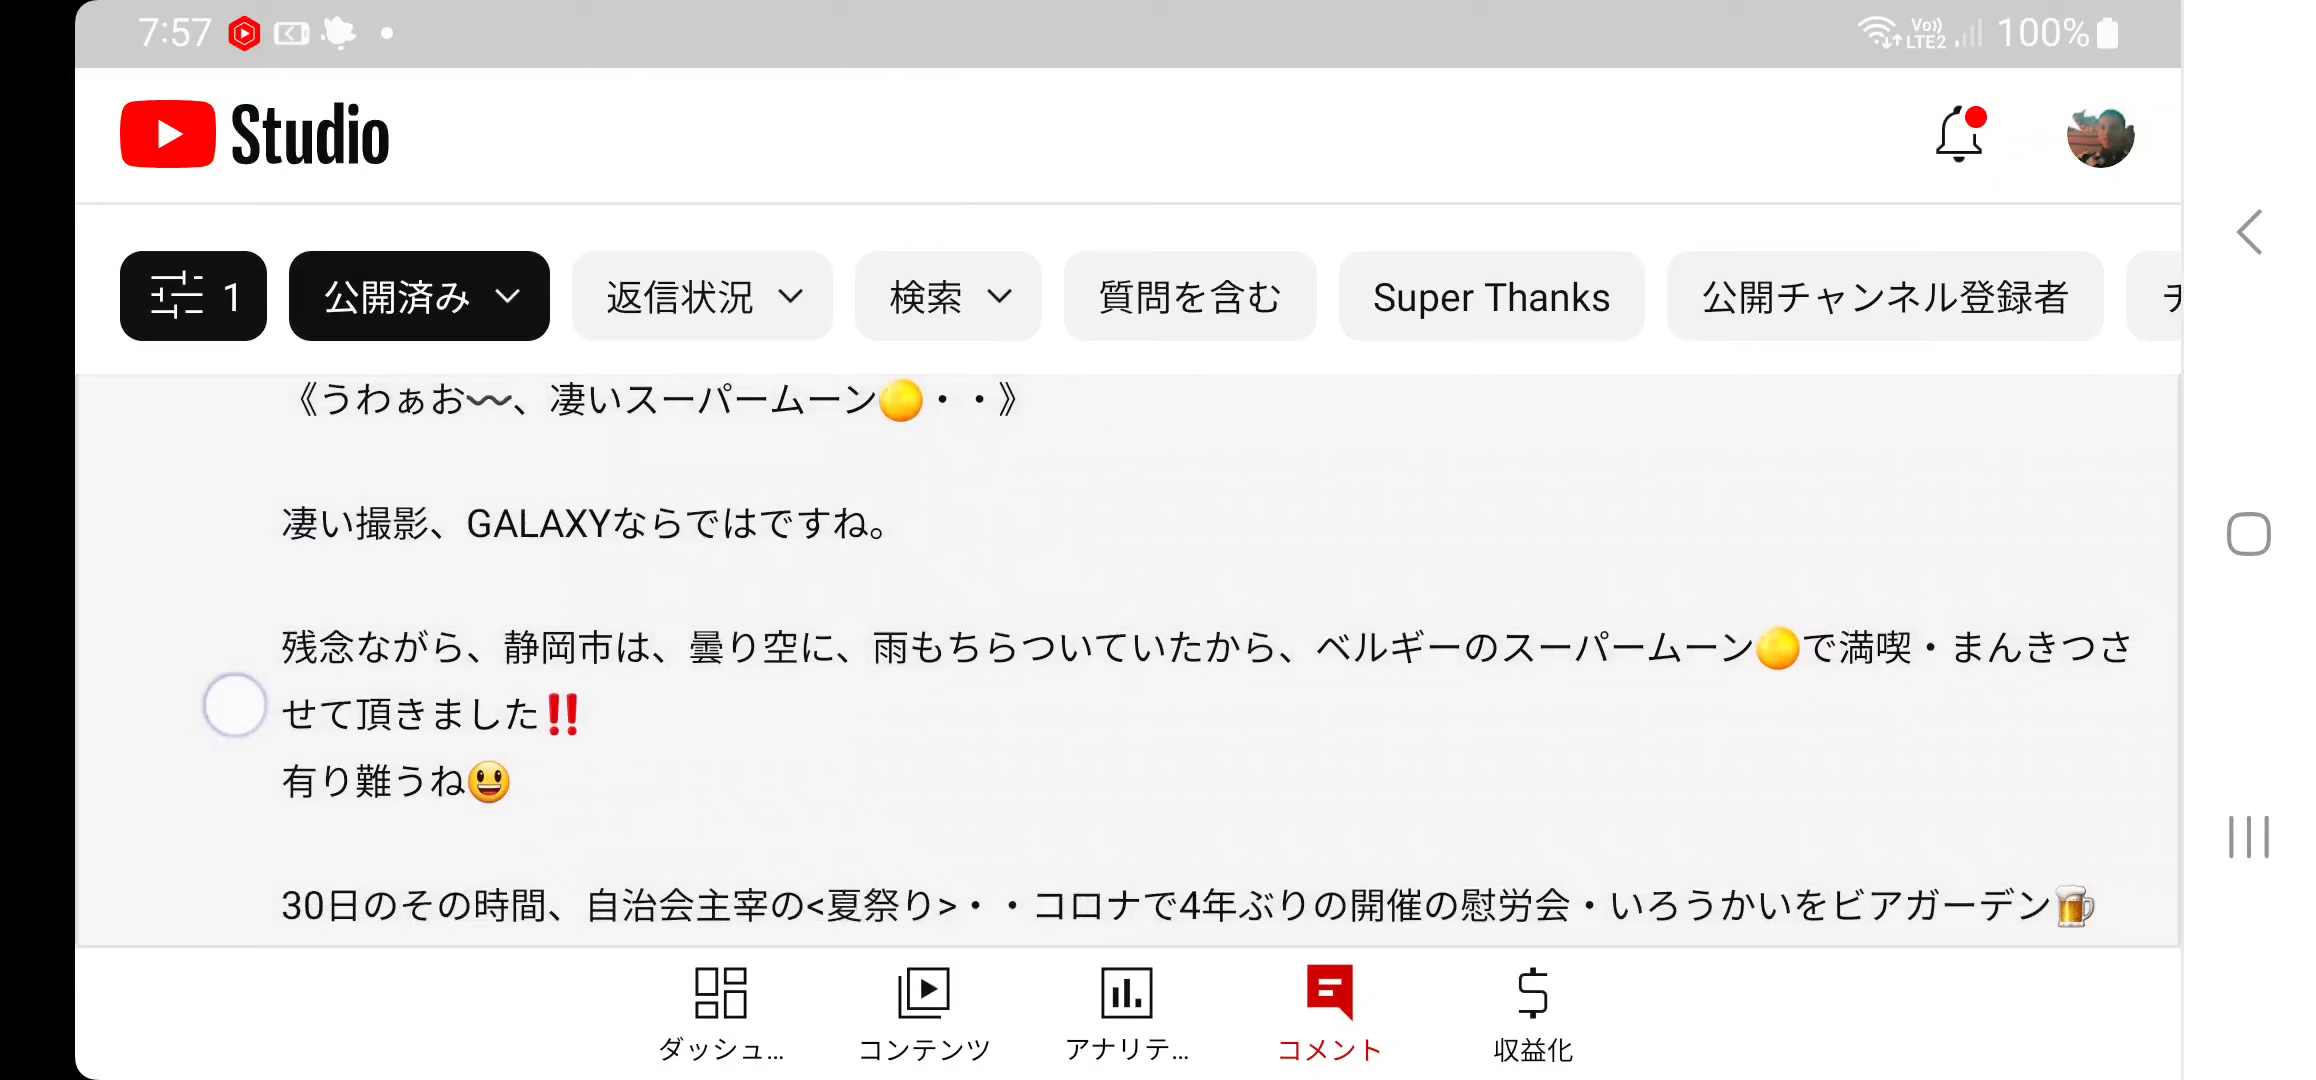 7:57
Vo)) LTE2 100%
Studio
1 公開済み 返信状況 検索 質問を含む Super Thanks 公開チャンネル登録者 チ
《うわぁお〰、凄いスーパームーン🟡・・》
凄い撮影、GALAXYならではですね。
残念ながら、静岡市は、曇り空に、雨もちらついていたから、ベルギーのスーパームーン🟡で満喫・まんきつさ
せて頂きました‼️
有り難うね😃
30日のその時間、自治会主宰の<夏祭り>・・コロナで4年ぶりの開催の慰労会・いろうかいをビアガーデン🍺
ダッシュ... コンテンツ アナリテ... コメント 収益化